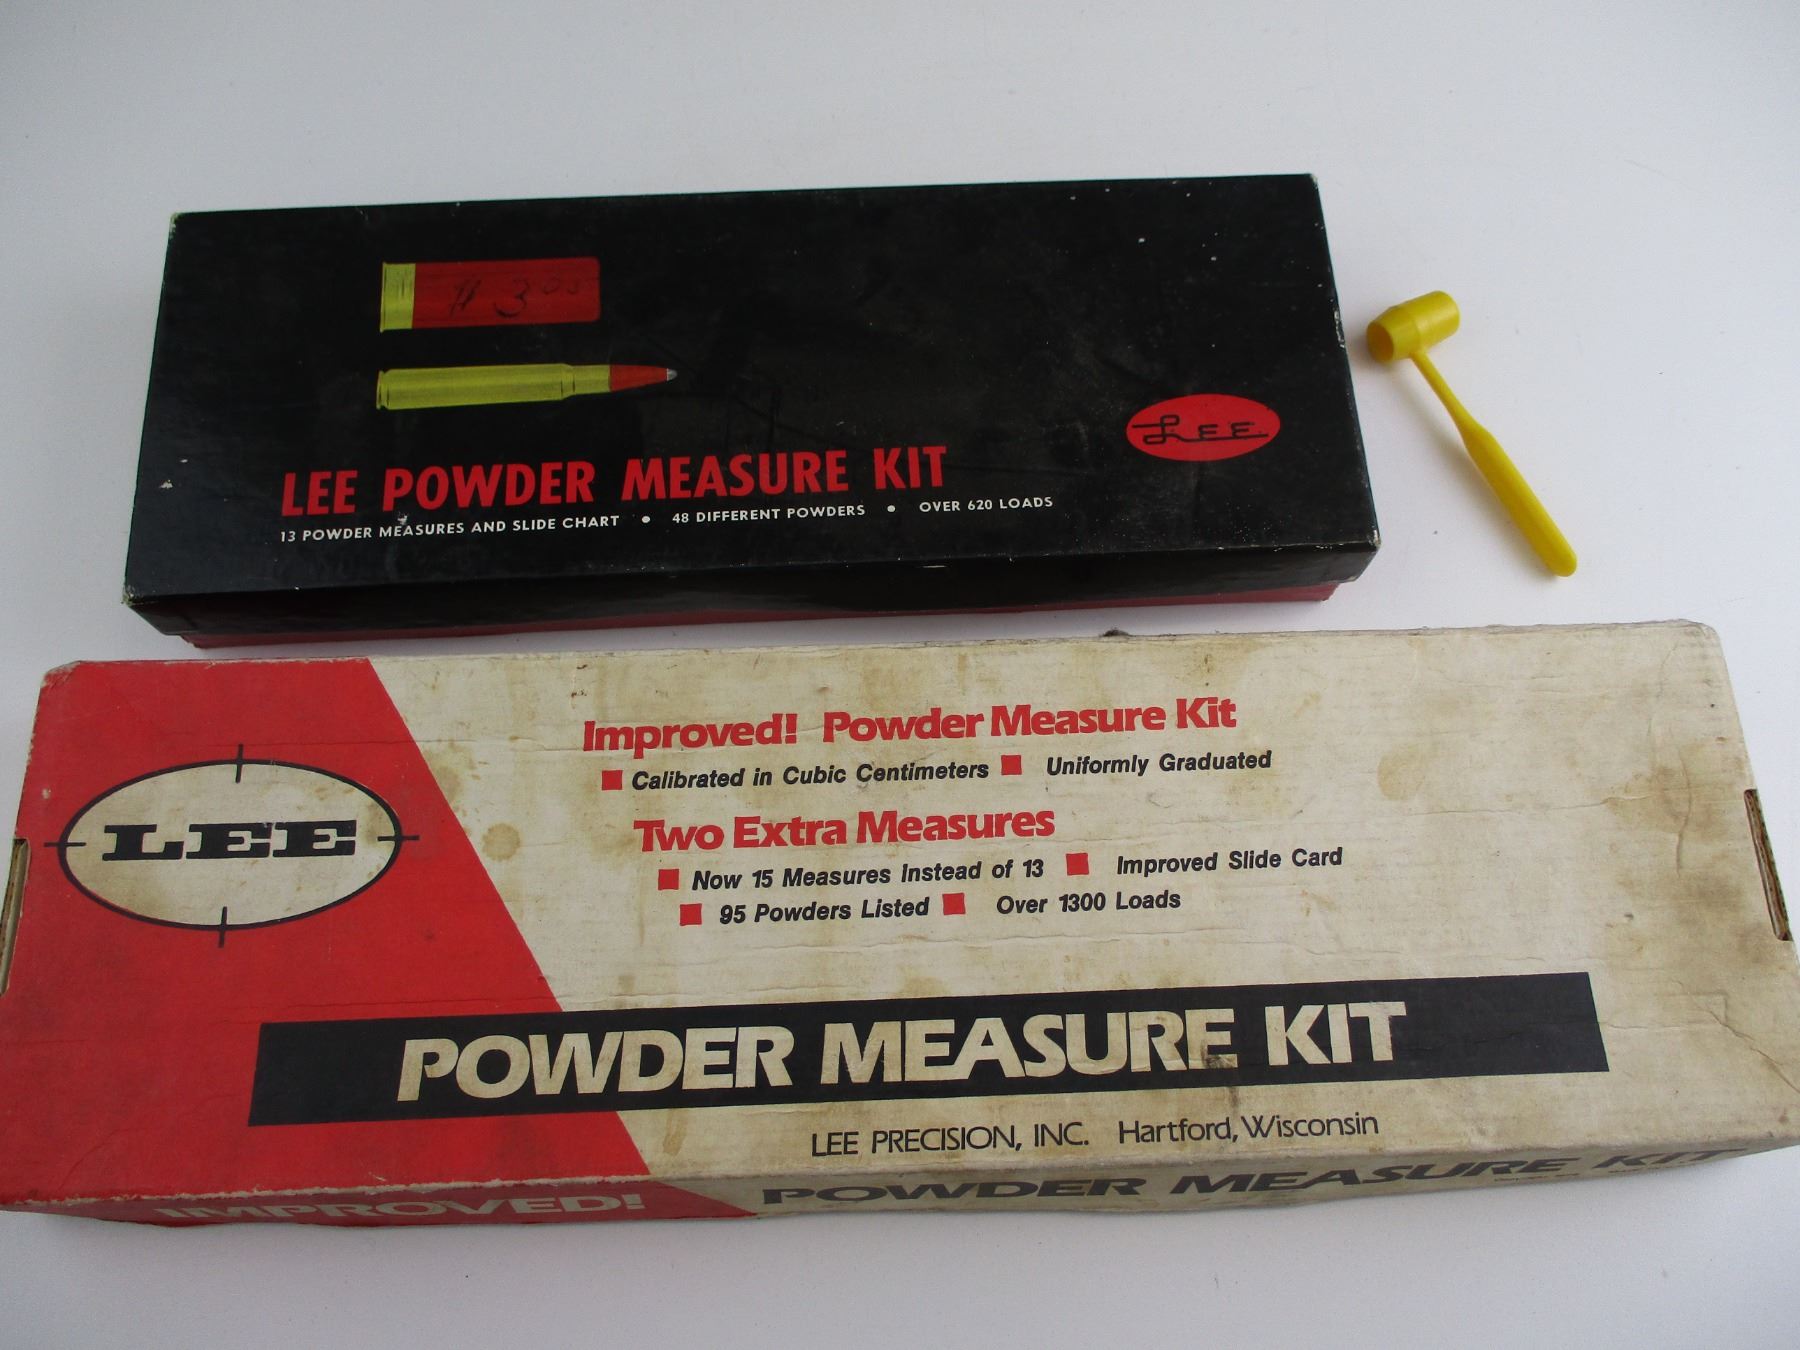 # 3 00
LEE
LEE POWDER MEASURE KIT
13 POWDER MEASURES AND SLIDE CHART • 48 DIFFERENT POWDERS • OVER 620 LOADS
Improved! Powder Measure Kit
Calibrated in Cubic Centimeters Uniformly Graduated
Two Extra Measures
Now 15 Measures instead of 13 Improved Slide Card
95 Powders Listed Over 1300 Loads
LEE
POWDER MEASURE KIT
LEE PRECISION, INC. Hartford, Wisconsin
IMPROVED! POWDER MEASURE KIT